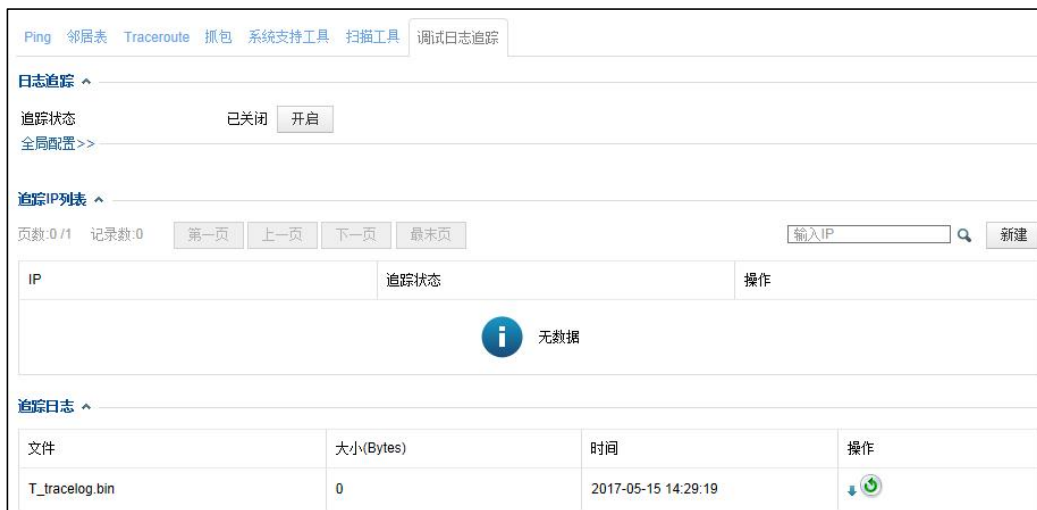 Ping 邻居表 Traceroute 抓包 系统支持工具 扫描工具 调试日志追踪
日志追踪
追踪状态 已关闭 开启
全局配置>>
追踪IP列表
页数:0 /1 记录数:0 第一页 上一页 下一页 最末页 输入IP 新建
IP 追踪状态 操作
无数据
追踪日志
文件 大小(Bytes) 时间 操作
T_tracelog.bin 0 2017-05-15 14:29:19